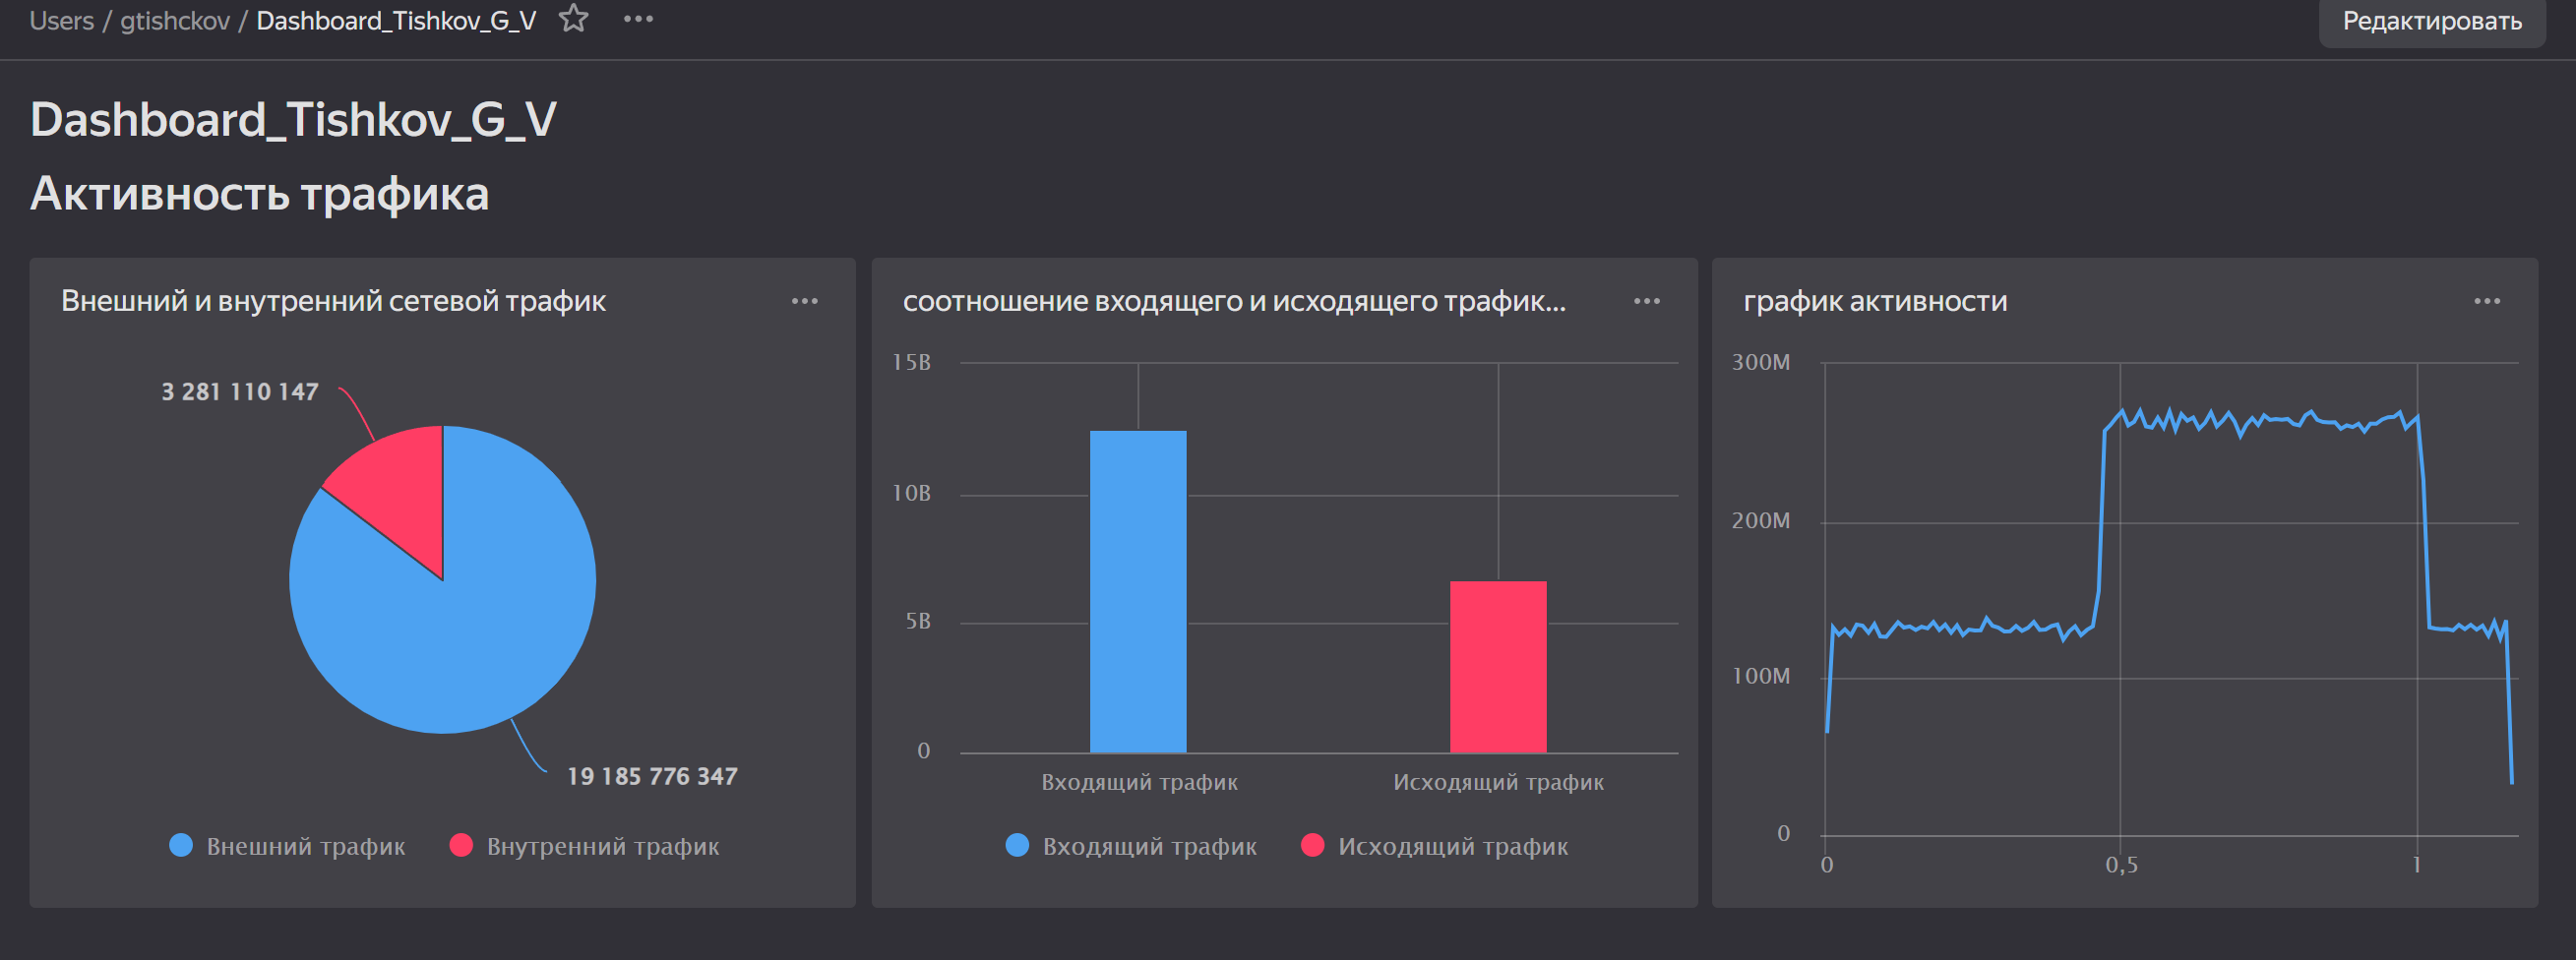 Users / gtishckov / Dashboard_Tishkov_G_V
Редактировать
Dashboard_Tishkov_G_V
Активность трафика
Внешний и внутренний сетевой трафик
3 281 110 147
19 185 776 347
Внешний трафик
Внутренний трафик
соотношение входящего и исходящего трафик...
15B
10B
5B
0
Входящий трафик
Исходящий трафик
Входящий трафик
Исходящий трафик
график активности
300M
200M
100M
0
0
0,5
1